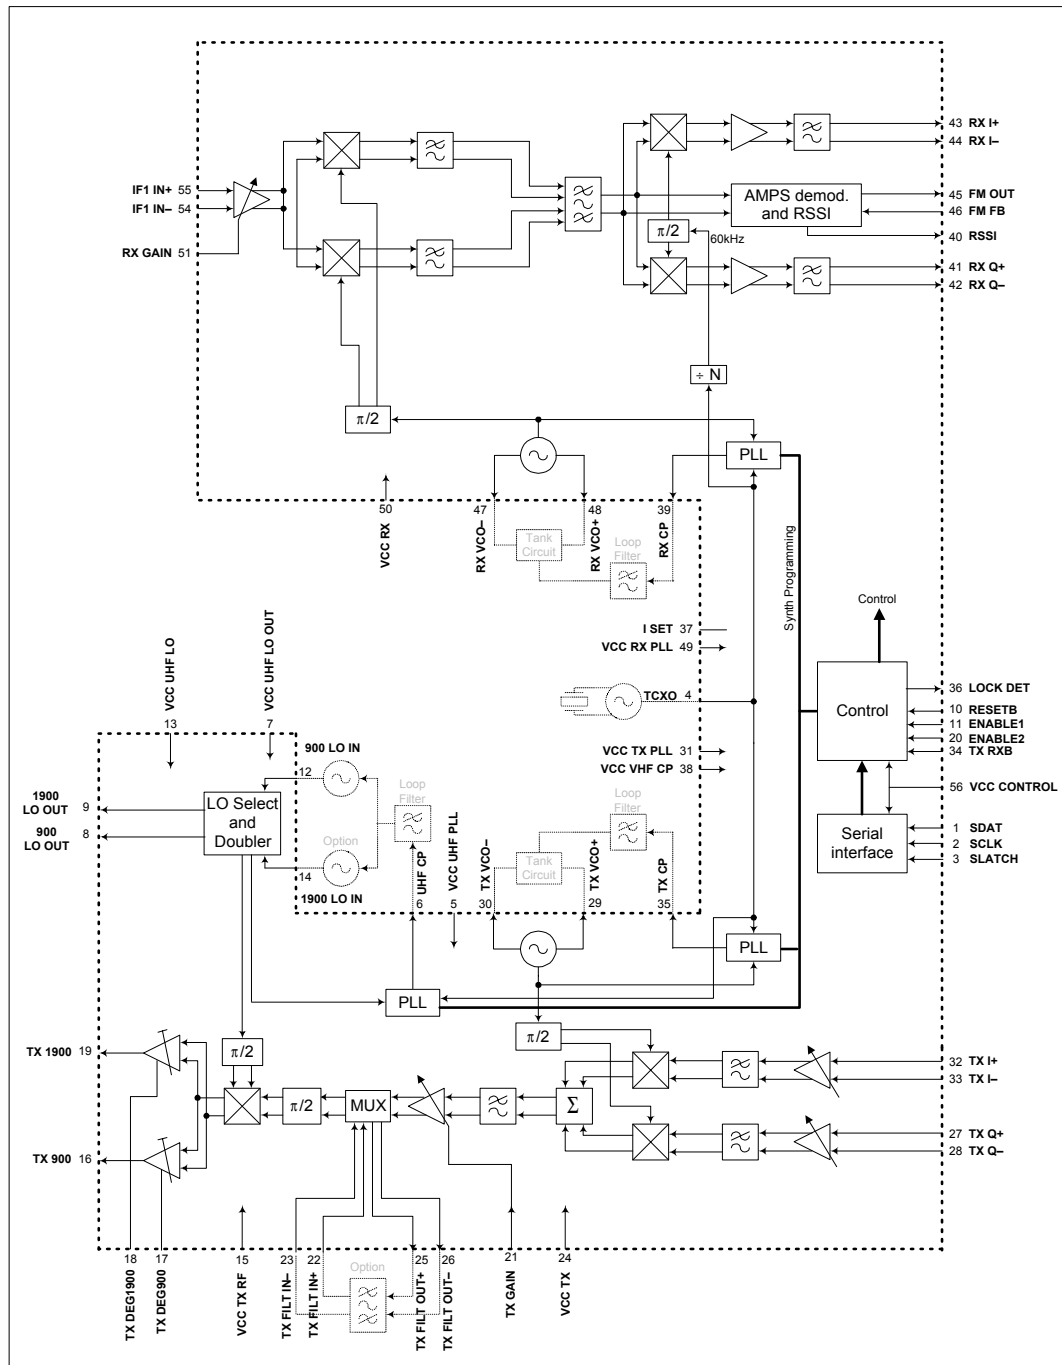 43 RX I+
44 RX I–
IF1 IN+ 55
IF1 IN– 54
AMPS demod.
and RSSI
45 FM OUT
46 FM FB
π/2
60kHz
40 RSSI
RX GAIN 51
41 RX Q+
42 RX Q–
÷ N
π/2
PLL
50
VCC RX
47
RX VCO–
48
RX VCO+
39
RX CP
Tank
Circuit
Loop
Filter
Synth Programming
Control
I SET 37
VCC RX PLL 49
VCC UHF LO
13
VCC UHF LO OUT
7
TCXO 4
Control
36 LOCK DET
10 RESETB
11 ENABLE1
20 ENABLE2
34 TX RXB
VCC TX PLL 31
VCC VHF CP 38
56 VCC CONTROL
900 LO IN
12
1900
LO OUT
9
900
LO OUT
8
LO Select
and
Doubler
Loop
Filter
Option
14
1900 LO IN
UHF CP
6
VCC UHF PLL
5
TX VCO–
30
TX VCO+
29
Tank
Circuit
Loop
Filter
TX CP
35
Serial
interface
1 SDAT
2 SCLK
3 SLATCH
PLL
PLL
π/2
TX 1900 19
π/2
32 TX I+
33 TX I–
π/2
MUX
Σ
27 TX Q+
28 TX Q–
TX 900 16
18
TX DEG1900
17
TX DEG900
15
VCC TX RF
23
TX FILT IN–
22
TX FILT IN+
Option
25
TX FILT OUT+
26
TX FILT OUT–
21
TX GAIN
24
VCC TX